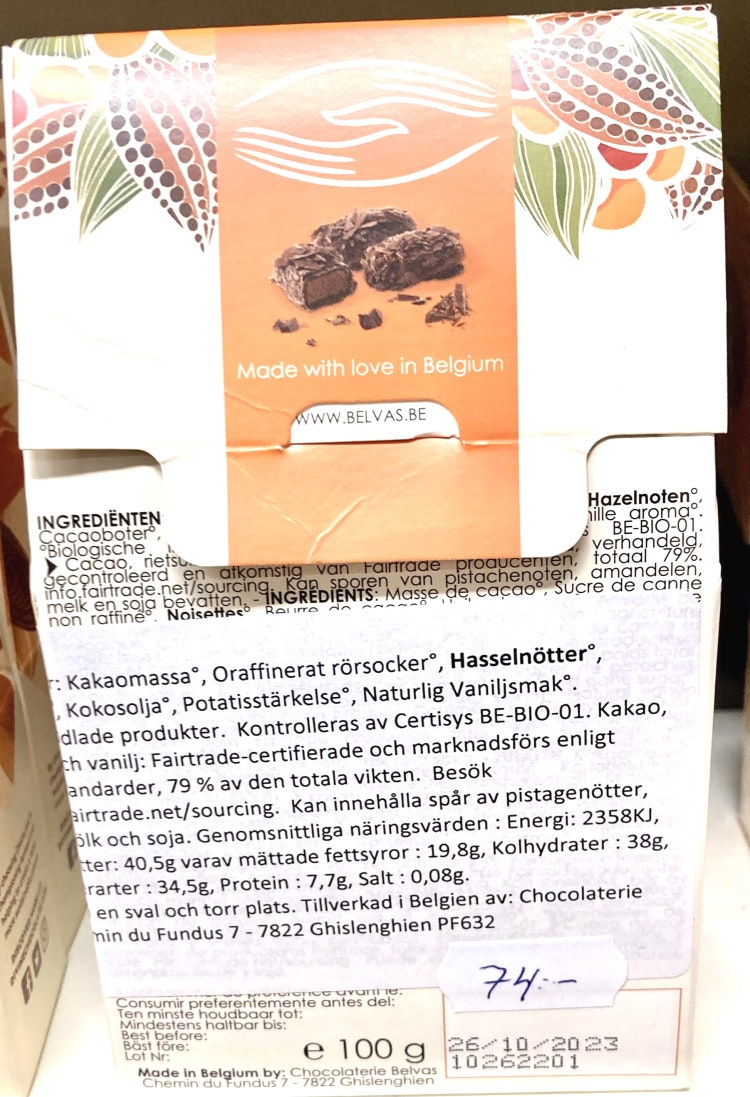 Made with love in Belgium
WWW.BELVAS.BE
INGREDIËNTEN Hazelnoten°,
Cacaoboter°, aroma°.
°Biologische BE-BIO-01.
Cacao, verhandeld,
gecontroleerd en afkomstig van Fairtrade producenten, totaal 79%.
info.fairtrade.net/sourcing. Kan sporen van pistachenoten, amandelen,
melk en soja bevatten. - INGRÉDIENTS: Masse de cacao°, Sucre de canne
non raffiné°. Noisettes°
Kakaomassa°, Oraffinerat rörsocker°, Hasselnötter°,
, Kokosolja°, Potatisstärkelse°, Naturlig Vaniljsmak°.
dlade produkter. Kontrolleras av Certisys BE-BIO-01. Kakao,
ch vanilj: Fairtrade-certifierade och marknadsförs enligt
andarder, 79 % av den totala vikten. Besök
airtrade.net/sourcing. Kan innehålla spår av pistagenötter,
ölk och soja. Genomsnittliga näringsvärden : Energi: 2358KJ,
tter: 40,5g varav mättade fettsyror : 19,8g, Kolhydrater : 38g,
rarter : 34,5g, Protein : 7,7g, Salt : 0,08g.
en sval och torr plats. Tillverkad i Belgien av: Chocolaterie
min du Fundus 7 - 7822 Ghislenghien PF632
74:-
Consumir preferentemente antes del:
Ten minste houdbaar tot:
Mindestens haltbar bis:
Best before:
Bäst före:
Lot Nr:
e 100 g
26/10/2023
10262201
Made in Belgium by: Chocolaterie Belvas
Chemin du Fundus 7 - 7822 Ghislenghien